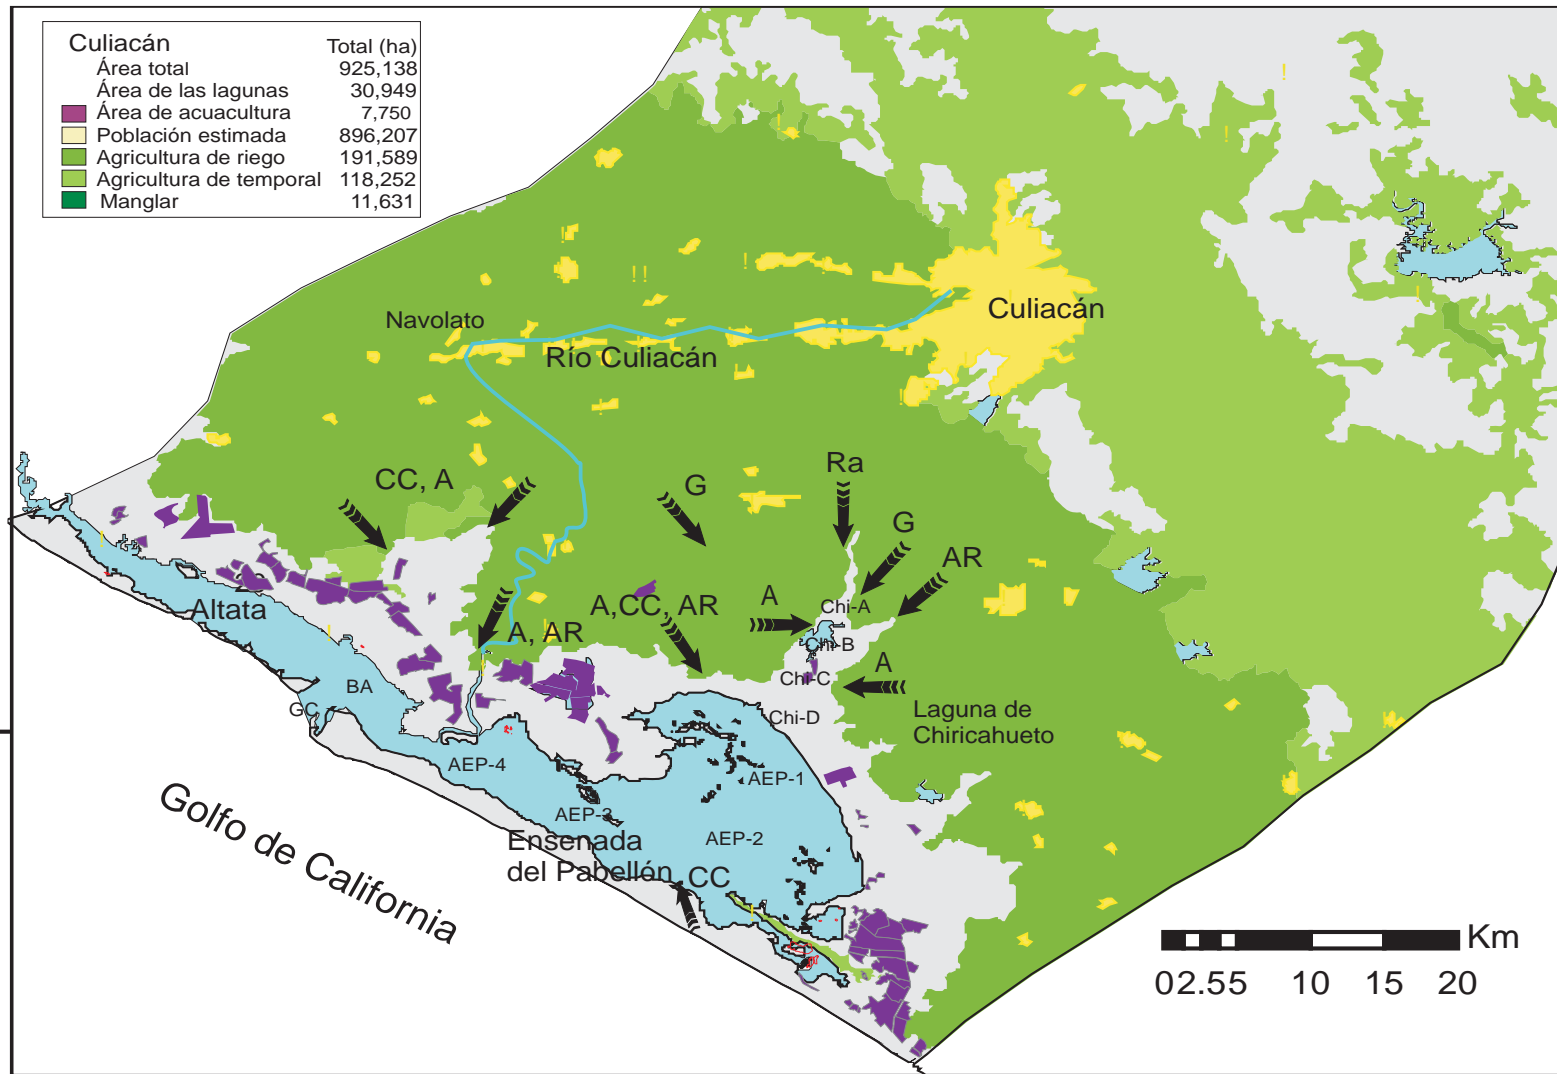 Culiacán Total (ha)
Área total 925,138
Área de las lagunas 30,949
Área de acuacultura 7,750
Población estimada 896,207
Agricultura de riego 191,589
Agricultura de temporal 118,252
Manglar 11,631
Culiacán
Navolato
Río Culiacán
CC, A
G
Ra
G
AR
A
A,CC, AR
A, AR
Chi-A
Chi-B
A
Chi-C
Chi-D
Laguna de
Chiricahueto
Altata
BA
GC
AEP-4
AEP-1
AEP-3
AEP-2
Ensenada
del Pabellón
CC
Golfo de California
Km
0 2.5 5 10 15 20